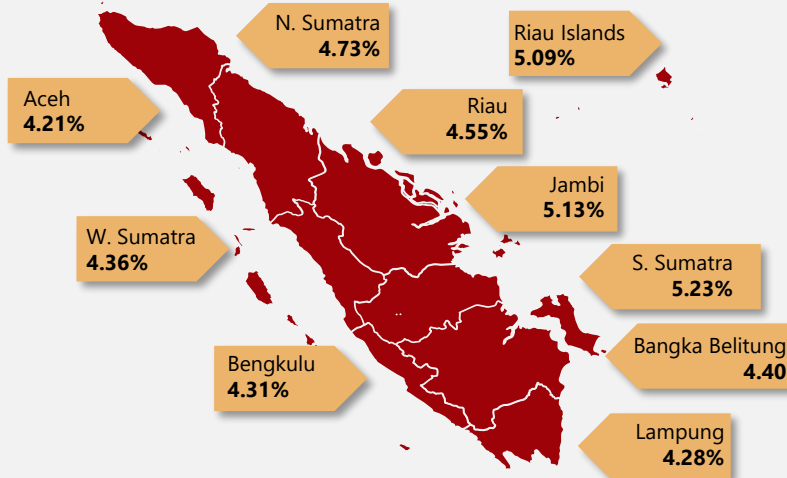 N. Sumatra
4.73%
Riau Islands
5.09%
Aceh
4.21%
Riau
4.55%
Jambi
5.13%
W. Sumatra
4.36%
S. Sumatra
5.23%
Bangka Belitung
4.40
Bengkulu
4.31%
Lampung
4.28%